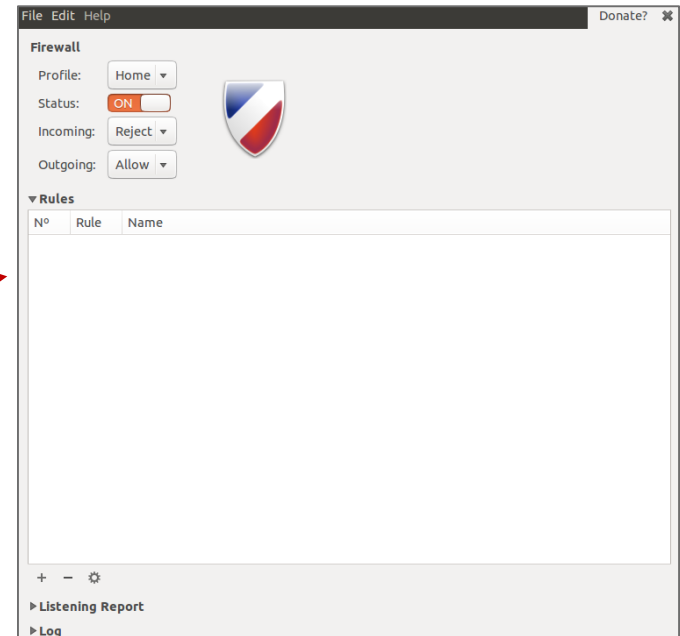 File Edit Help Donate? ✖
Firewall
Profile: Home
Status: ON
Incoming: Reject
Outgoing: Allow
Rules
Nº Rule Name
Listening Report
Log